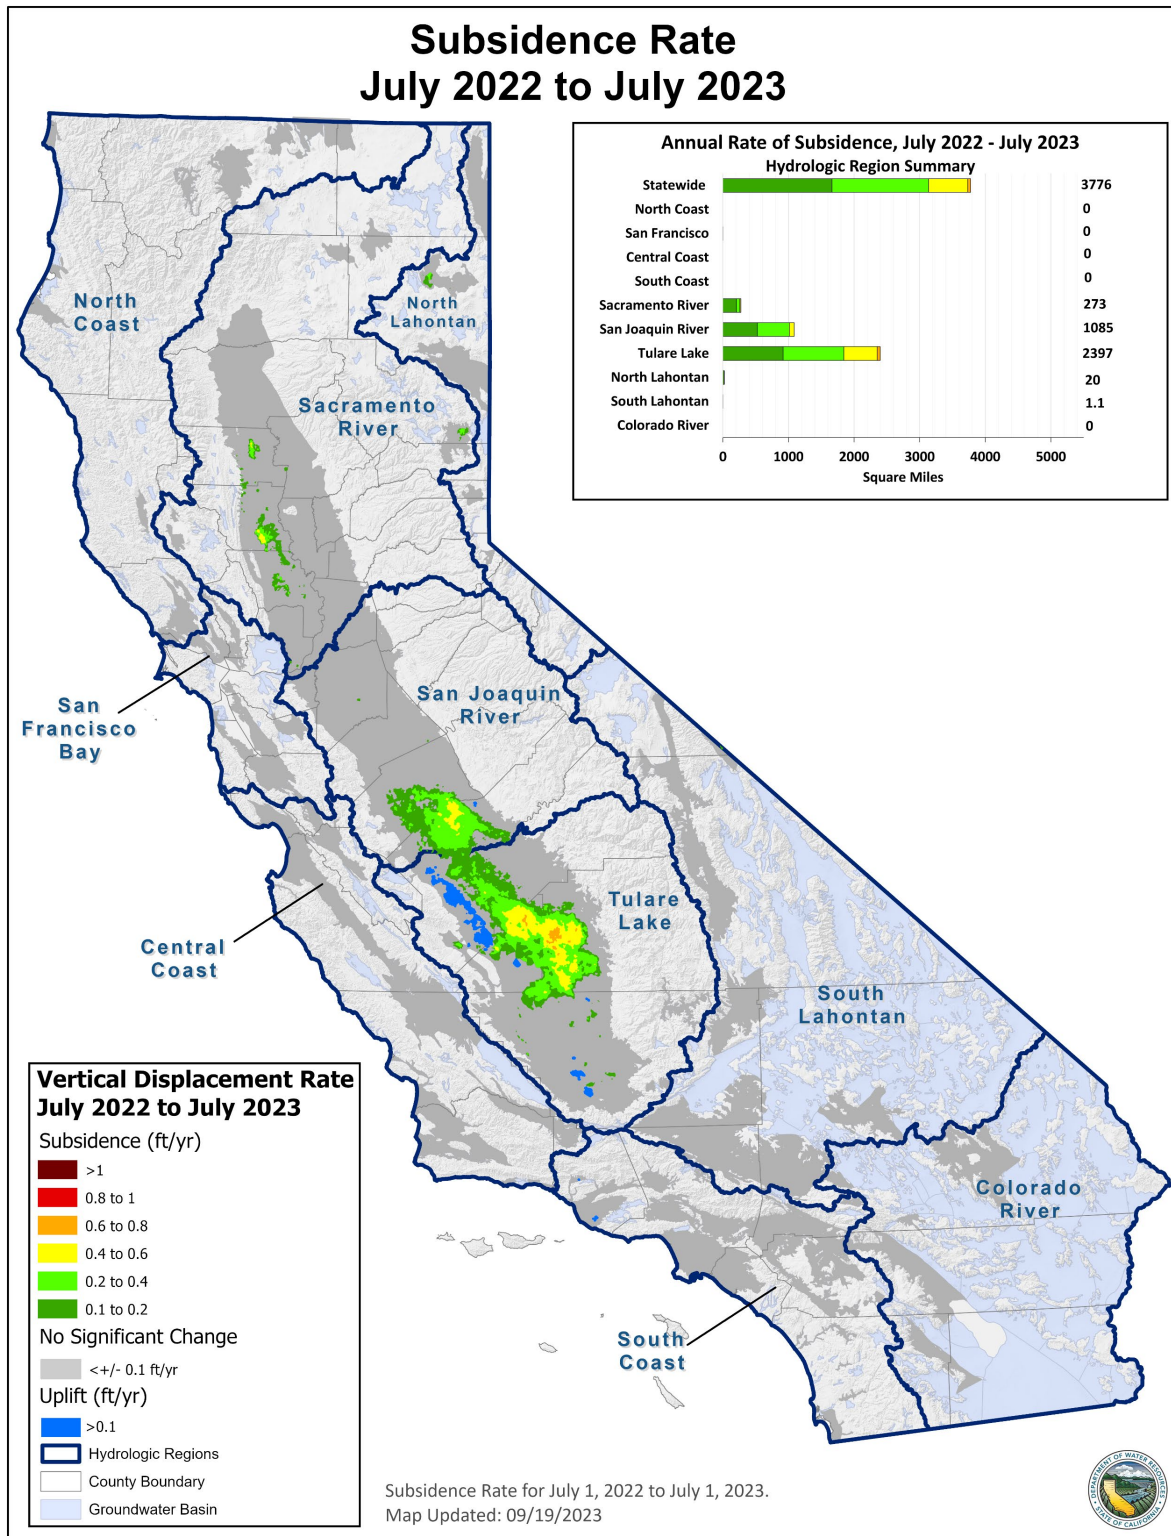 Subsidence Rate
July 2022 to July 2023
Annual Rate of Subsidence, July 2022 - July 2023
Hydrologic Region Summary
Statewide 3776
North Coast 0
San Francisco 0
Central Coast 0
South Coast 0
Sacramento River 273
San Joaquin River 1085
Tulare Lake 2397
North Lahontan 20
South Lahontan 1.1
Colorado River 0
0 1000 2000 3000 4000 5000
Square Miles
North
Coast
North
Lahontan
Sacramento
River
San Joaquin
River
San
Francisco
Bay
Tulare
Lake
Central
Coast
South
Lahontan
Colorado
River
South
Coast
Vertical Displacement Rate
July 2022 to July 2023
Subsidence (ft/yr)
>1
0.8 to 1
0.6 to 0.8
0.4 to 0.6
0.2 to 0.4
0.1 to 0.2
No Significant Change
<+/- 0.1 ft/yr
Uplift (ft/yr)
>0.1
Hydrologic Regions
County Boundary
Groundwater Basin
Subsidence Rate for July 1, 2022 to July 1, 2023.
Map Updated: 09/19/2023
DEPARTMENT OF WATER RESOURCES
STATE OF CALIFORNIA